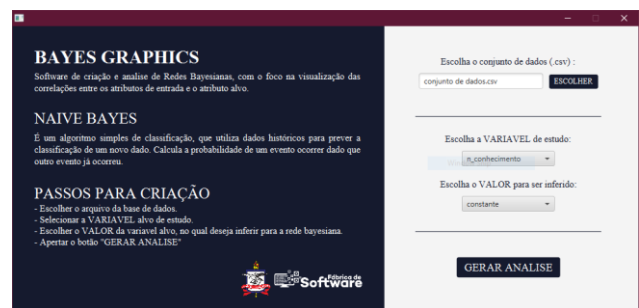 BAYES GRAPHICS
Software de criação e analise de Redes Bayesianas, com o foco na visualização das
correlações entre os atributos de entrada e o atributo alvo.
NAIVE BAYES
É um algoritmo simples de classificação, que utiliza dados históricos para prever a
classificação de um novo dado. Calcula a probabilidade de um evento ocorrer dado que
outro evento já ocorreu.
PASSOS PARA CRIAÇÃO
- Escolher o arquivo da base de dados.
- Selecionar a VARIAVEL alvo de estudo.
- Escolher o VALOR da variavel alvo, no qual deseja inferir para a rede bayesiana.
- Apertar o botão "GERAR ANALISE"
Fábrica de
Software
Escolha o conjunto de dados (.csv) :
conjunto de dados.csv
ESCOLHER
Escolha a VARIAVEL de estudo:
n_conhecimento
Escolha o VALOR para ser inferido:
constante
GERAR ANALISE